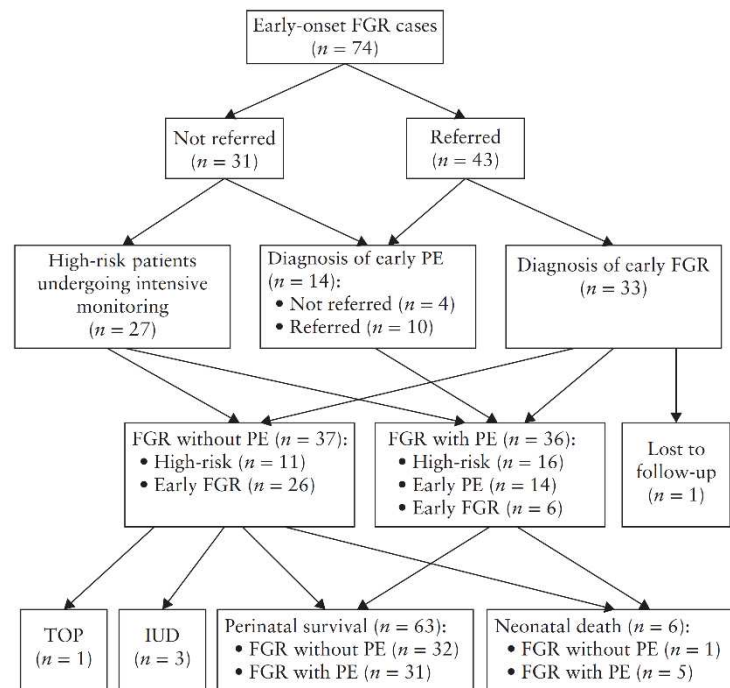 Early-onset FGR cases
(n = 74)
Not referred
(n = 31)
Referred
(n = 43)
High-risk patients
undergoing intensive
monitoring
(n = 27)
Diagnosis of early PE
(n = 14):
• Not referred (n = 4)
• Referred (n = 10)
Diagnosis of early FGR
(n = 33)
FGR without PE (n = 37):
• High-risk (n = 11)
• Early FGR (n = 26)
FGR with PE (n = 36):
• High-risk (n = 16)
• Early PE (n = 14)
• Early FGR (n = 6)
Lost to
follow-up
(n = 1)
TOP
(n = 1)
IUD
(n = 3)
Perinatal survival (n = 63):
• FGR without PE (n = 32)
• FGR with PE (n = 31)
Neonatal death (n = 6):
• FGR without PE (n = 1)
• FGR with PE (n = 5)